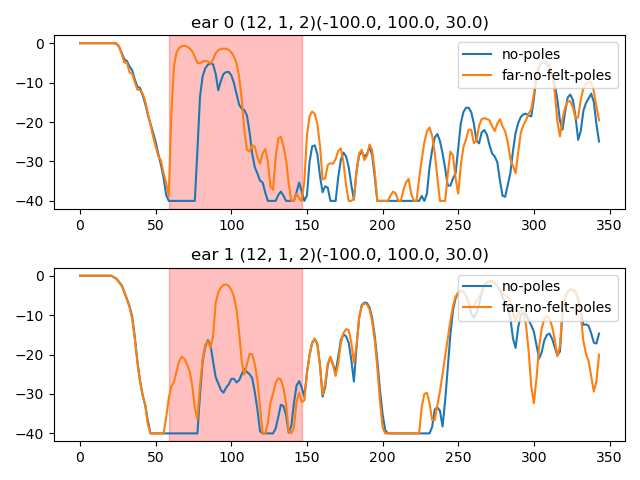 ear 0 (12, 1, 2)(-100.0, 100.0, 30.0)
0
−10
−20
−30
−40
no-poles
far-no-felt-poles
0 50 100 150 200 250 300 350
ear 1 (12, 1, 2)(-100.0, 100.0, 30.0)
0
−10
−20
−30
−40
no-poles
far-no-felt-poles
0 50 100 150 200 250 300 350